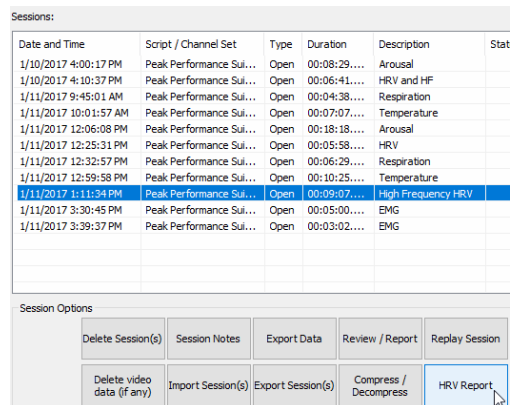 Sessions:
Date and Time Script / Channel Set Type Duration Description Stat
1/10/2017 4:00:17 PM Peak Performance Sui... Open 00:08:29.... Arousal
1/10/2017 4:10:37 PM Peak Performance Sui... Open 00:06:41.... HRV and HF
1/11/2017 9:45:01 AM Peak Performance Sui... Open 00:04:38.... Respiration
1/11/2017 10:01:57 AM Peak Performance Sui... Open 00:07:07.... Temperature
1/11/2017 12:06:08 PM Peak Performance Sui... Open 00:18:18.... Arousal
1/11/2017 12:25:31 PM Peak Performance Sui... Open 00:05:58.... HRV
1/11/2017 12:32:57 PM Peak Performance Sui... Open 00:06:29.... Respiration
1/11/2017 12:59:58 PM Peak Performance Sui... Open 00:10:25.... Temperature
1/11/2017 1:11:34 PM Peak Performance Sui... Open 00:09:07.... High Frequency HRV
1/11/2017 3:30:45 PM Peak Performance Sui... Open 00:05:00.... EMG
1/11/2017 3:39:37 PM Peak Performance Sui... Open 00:03:02.... EMG
Session Options
Delete Session(s) Session Notes Export Data Review / Report Replay Session
Delete video data (if any) Import Session(s) Export Session(s) Compress / Decompress HRV Report